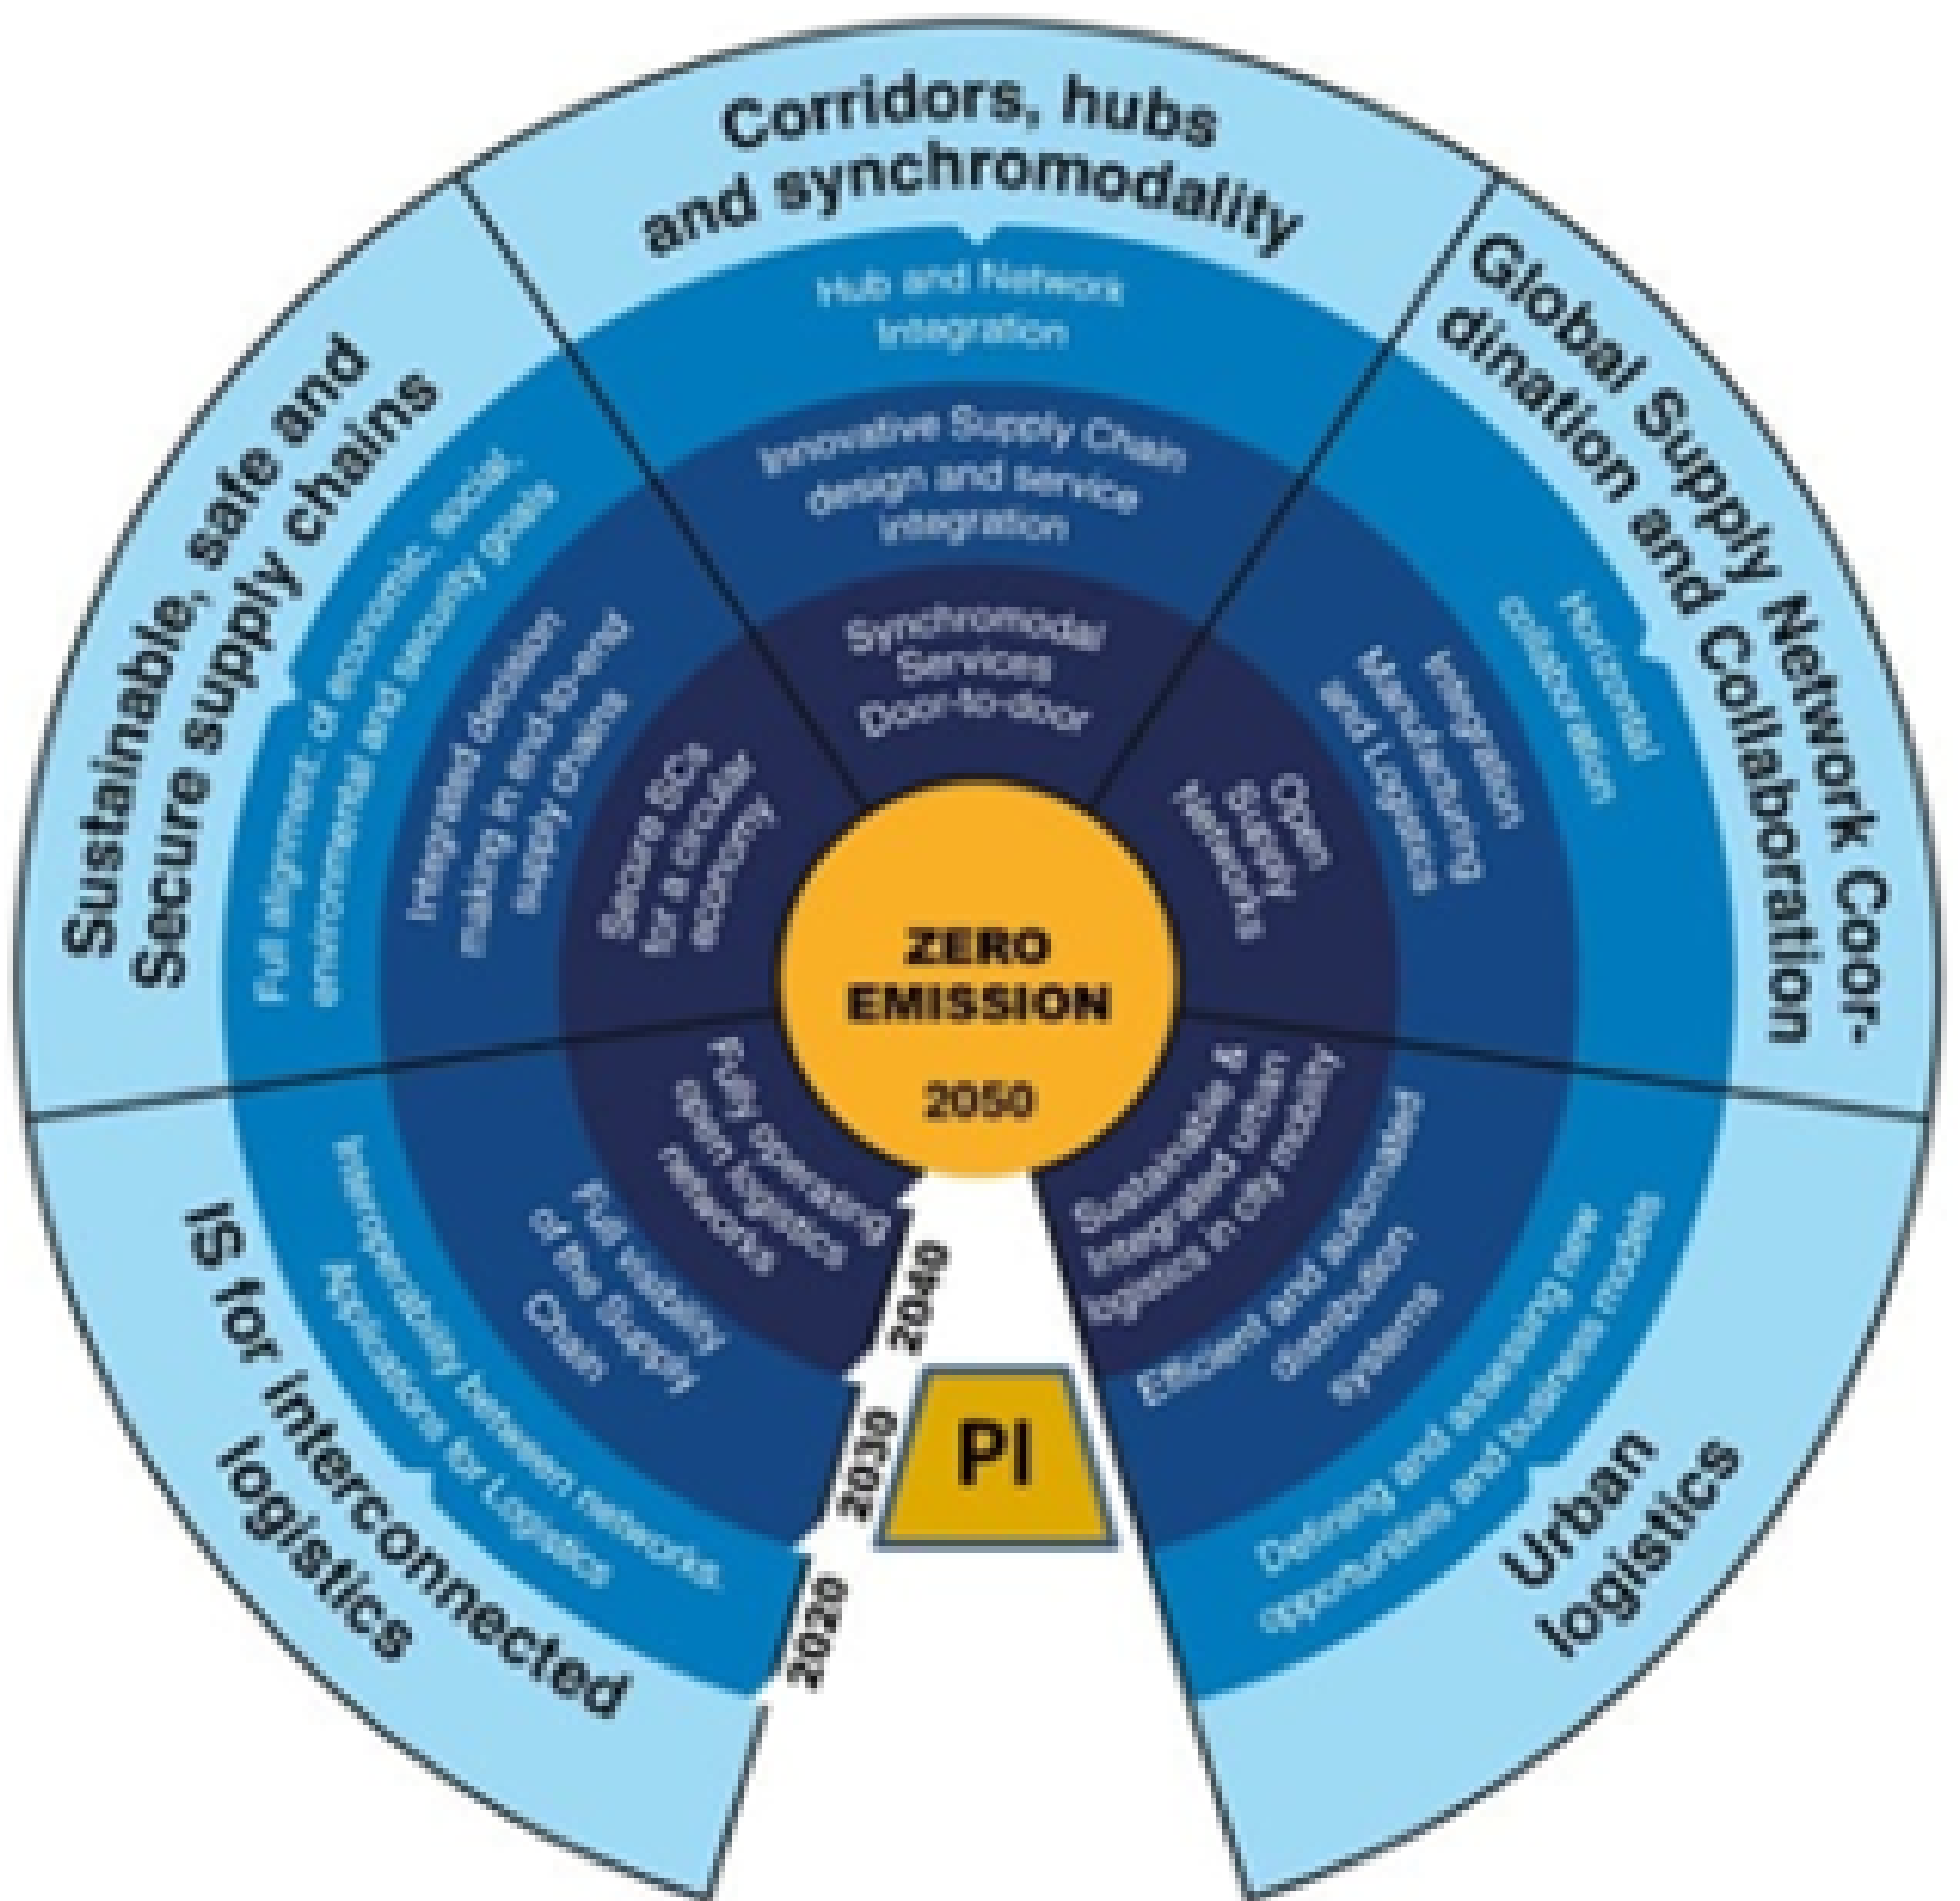 Corridors, hubs
and synchromodality
Hub and Network
Integration
Innovative Supply Chain
design and service
integration
Synchromodal
Services
Door-to-door
Global Supply Network Coor-
dination and Collaboration
Horizontal
collaboration
Integration
Manufacturing
and Logistics
Open
Supply
Networks
Urban
logistics
Defining and assessing new
opportunities and business models
Efficient and automated
distribution
systems
Sustainable &
integrated urban
logistics in city mobility
IS for interconnected
logistics
Interoperability between networks.
Applications for Logistics
Full visibility
of the Supply
Chain
Fully operating
open logistics
networks
Sustainable, safe and
Secure supply chains
Full alignment of economic, social,
environmental and security goals
Integrated decision
making in end-to-end
supply chains
Secure SCs
for a circular
economy
ZERO
EMISSION
2050
2040
2030
2020
PI